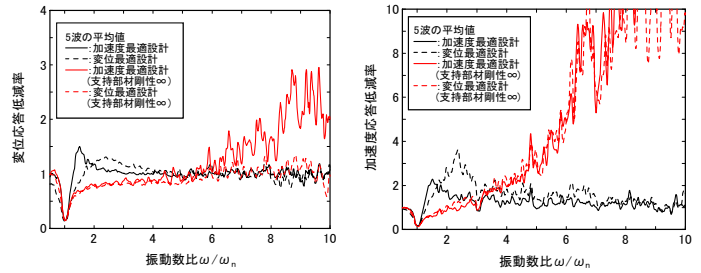 5波の平均値
:加速度最適設計
:変位最適設計
:加速度最適設計
(支持部材剛性∞)
:変位最適設計
(支持部材剛性∞)
変位応答低減率
5
4
3
2
1
0
2
4
6
8
10
振動数比ω/ωn
5波の平均値
:加速度最適設計
:変位最適設計
:加速度最適設計
(支持部材剛性∞)
:変位最適設計
(支持部材剛性∞)
加速度応答低減率
10
8
6
4
2
0
2
4
6
8
10
振動数比ω/ωn